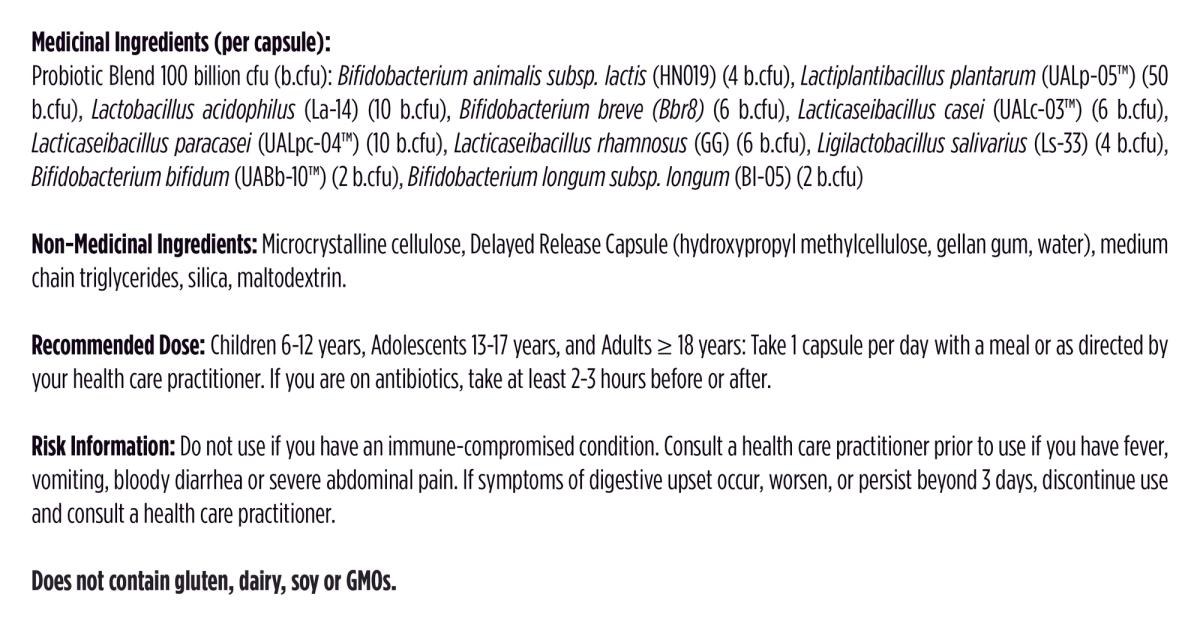 Medicinal Ingredients (per capsule):
Probiotic Blend 100 billion cfu (b.cfu): Bifidobacterium animalis subsp. lactis (HN019) (4 b.cfu), Lactiplantibacillus plantarum (UALp-05™) (50
b.cfu), Lactobacillus acidophilus (La-14) (10 b.cfu), Bifidobacterium breve (Bbr8) (6 b.cfu), Lacticaseibacillus casei (UALc-03™) (6 b.cfu),
Lacticaseibacillus paracasei (UALpc-04™) (10 b.cfu), Lacticaseibacillus rhamnosus (GG) (6 b.cfu), Ligilactobacillus salivarius (Ls-33) (4 b.cfu),
Bifidobacterium bifidum (UABb-10™) (2 b.cfu), Bifidobacterium longum subsp. longum (BI-05) (2 b.cfu)
Non-Medicinal Ingredients: Microcrystalline cellulose, Delayed Release Capsule (hydroxypropyl methylcellulose, gellan gum, water), medium
chain triglycerides, silica, maltodextrin.
Recommended Dose: Children 6-12 years, Adolescents 13-17 years, and Adults ≥ 18 years: Take 1 capsule per day with a meal or as directed by
your health care practitioner. If you are on antibiotics, take at least 2-3 hours before or after.
Risk Information: Do not use if you have an immune-compromised condition. Consult a health care practitioner prior to use if you have fever,
vomiting, bloody diarrhea or severe abdominal pain. If symptoms of digestive upset occur, worsen, or persist beyond 3 days, discontinue use
and consult a health care practitioner.
Does not contain gluten, dairy, soy or GMOs.